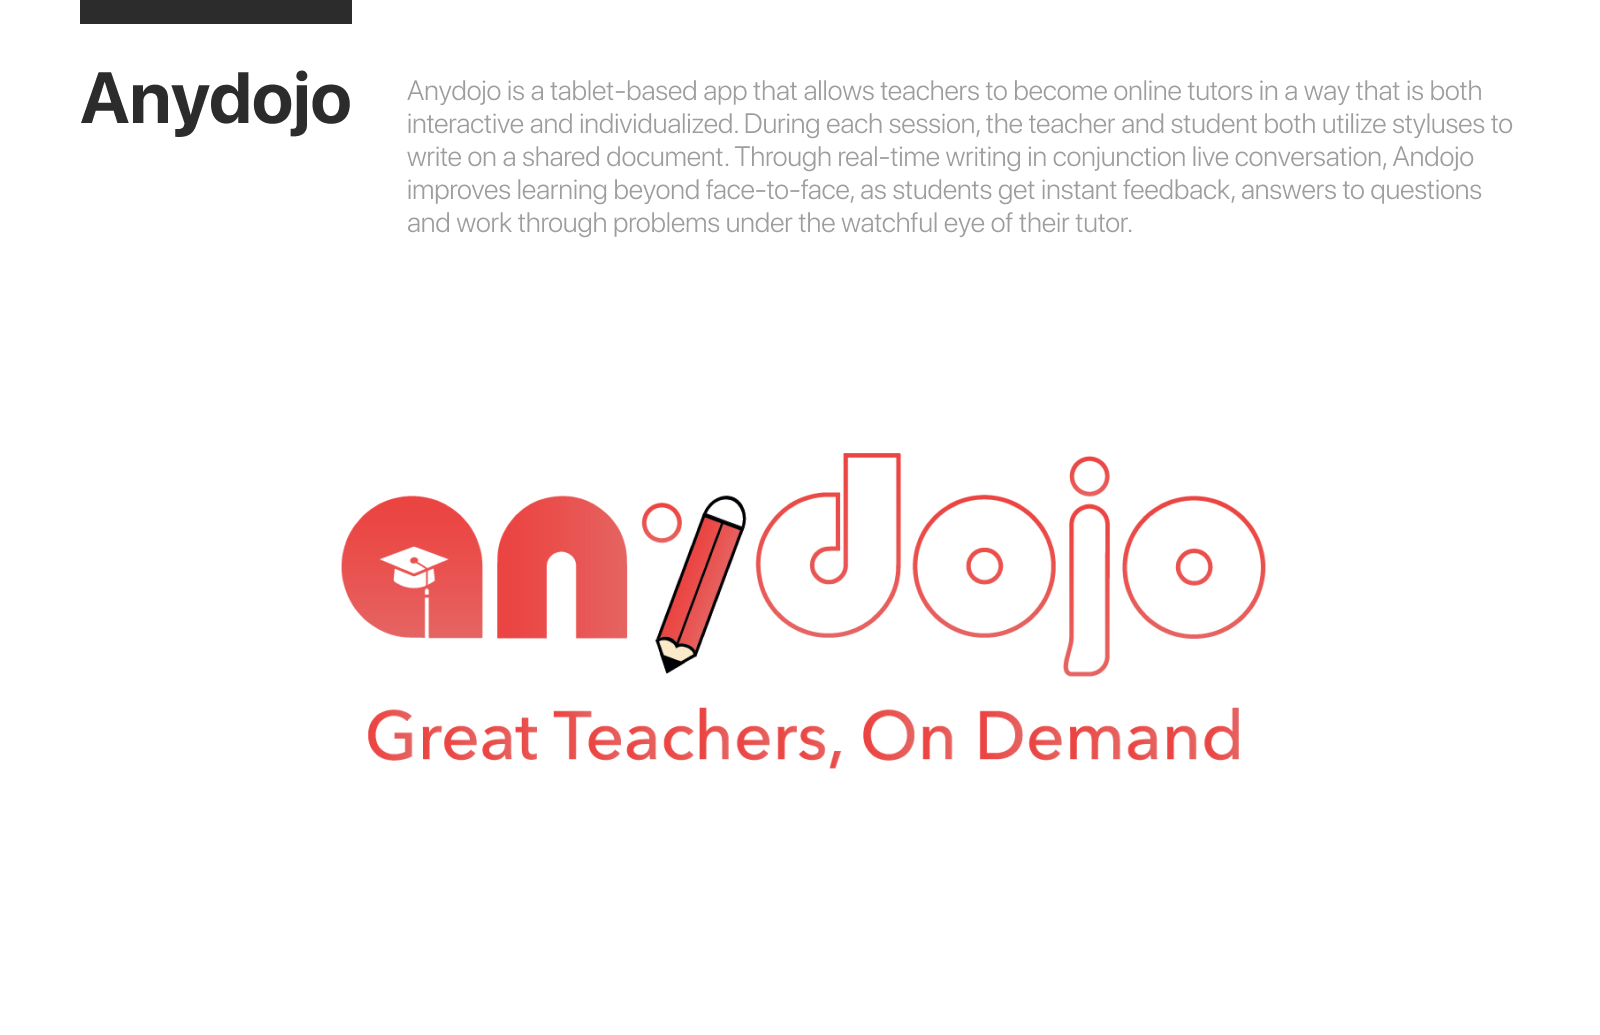 Anydojo
Anydojo is a tablet-based app that allows teachers to become online tutors in a way that is both
interactive and individualized. During each session, the teacher and student both utilize styluses to
write on a shared document. Through real-time writing in conjunction live conversation, Andojo
improves learning beyond face-to-face, as students get instant feedback, answers to questions
and work through problems under the watchful eye of their tutor.
anydojo
Great Teachers, On Demand